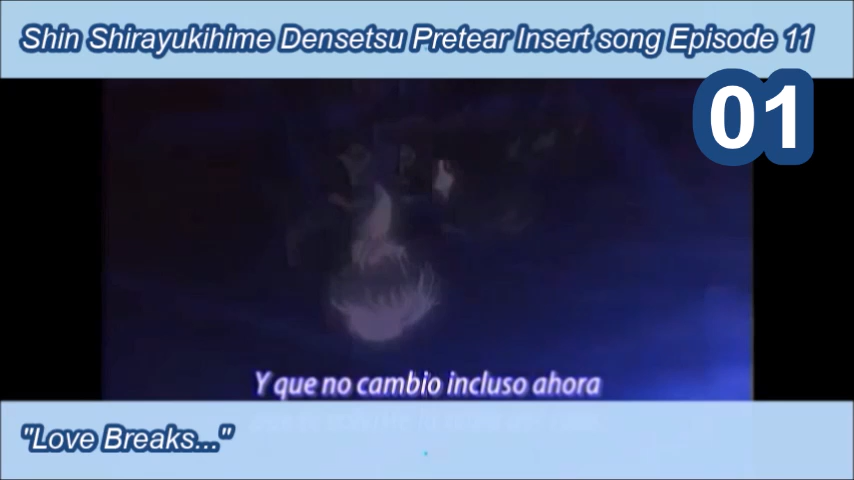 Shin Shirayukihime Densetsu Pretear Insert song Episode 11
01
Y que no cambio incluso ahora
"Love Breaks..."